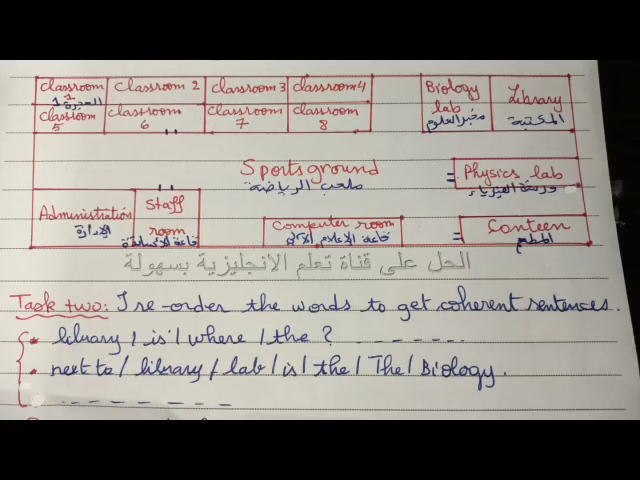 Classroom 1 Classroom 2 Classroom 3 Classroom 4 Biology lab Library
الحجرة 1 مخبر العلوم المكتبة
Classroom 5 Classroom 6 Classroom 7 Classroom 8
Sportsground = Physics lab
ملعب الرياضة ورشة الفيزياء
Administration Staff room Computer room = Canteen
الإدارة قاعة الأساتذة قاعة الإعلام الآلي المطعم
الحل على قناة تعلم الانجليزية بسهولة
Task two: I re-order the words to get coherent sentences.
* library / is / where / the ? - - - - - - -
* next to / library / lab / is / the / The / Biology.
- - - - - - - - -